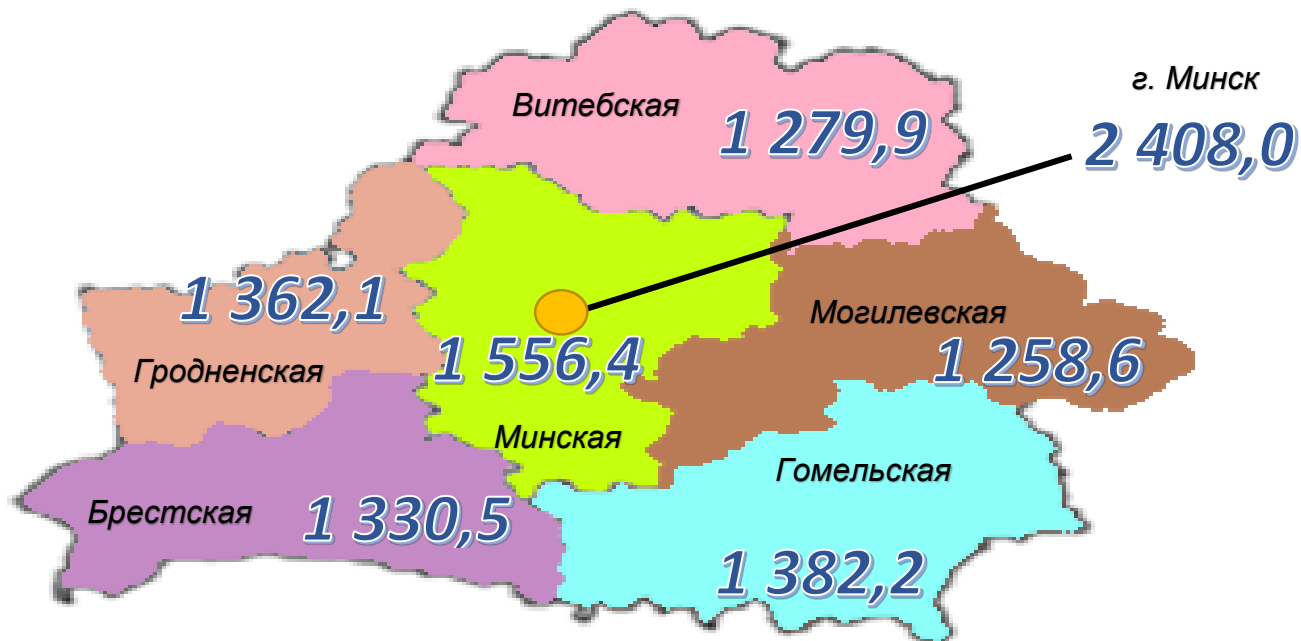 г. Минск
2 408,0
Витебская
1 279,9
1 362,1
Гродненская
1 556,4
Минская
Могилевская
1 258,6
Брестская
1 330,5
Гомельская
1 382,2